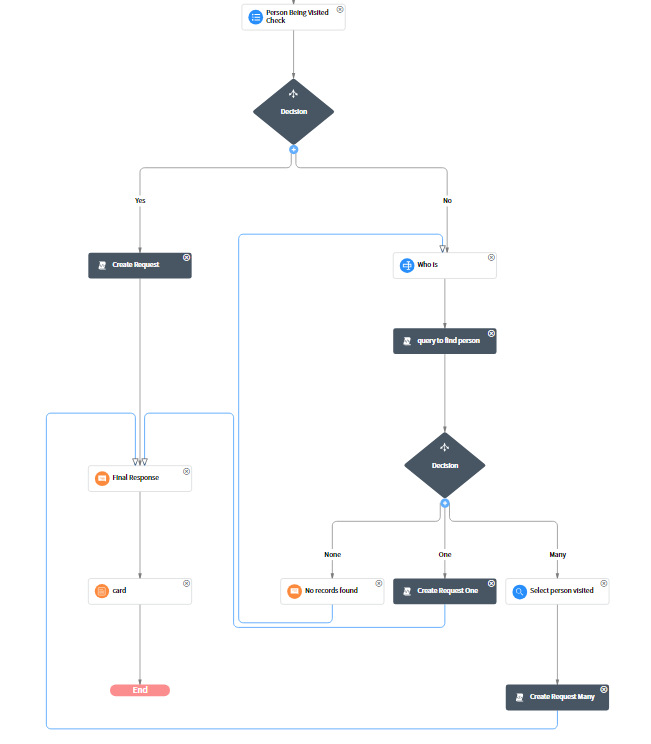 Person Being Visited
Check
Decision
Yes
No
Create Request
Who Is
query to find person
Final Response
Decision
None
One
Many
card
No records found
Create Request One
Select person visited
End
Create Request Many